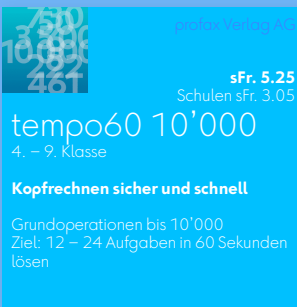 profax Verlag AG
sFr. 5.25
Schulen sFr. 3.05
tempo60 10’000
4. – 9. Klasse
Kopfrechnen sicher und schnell
Grundoperationen bis 10’000
Ziel: 12 – 24 Aufgaben in 60 Sekunden
lösen